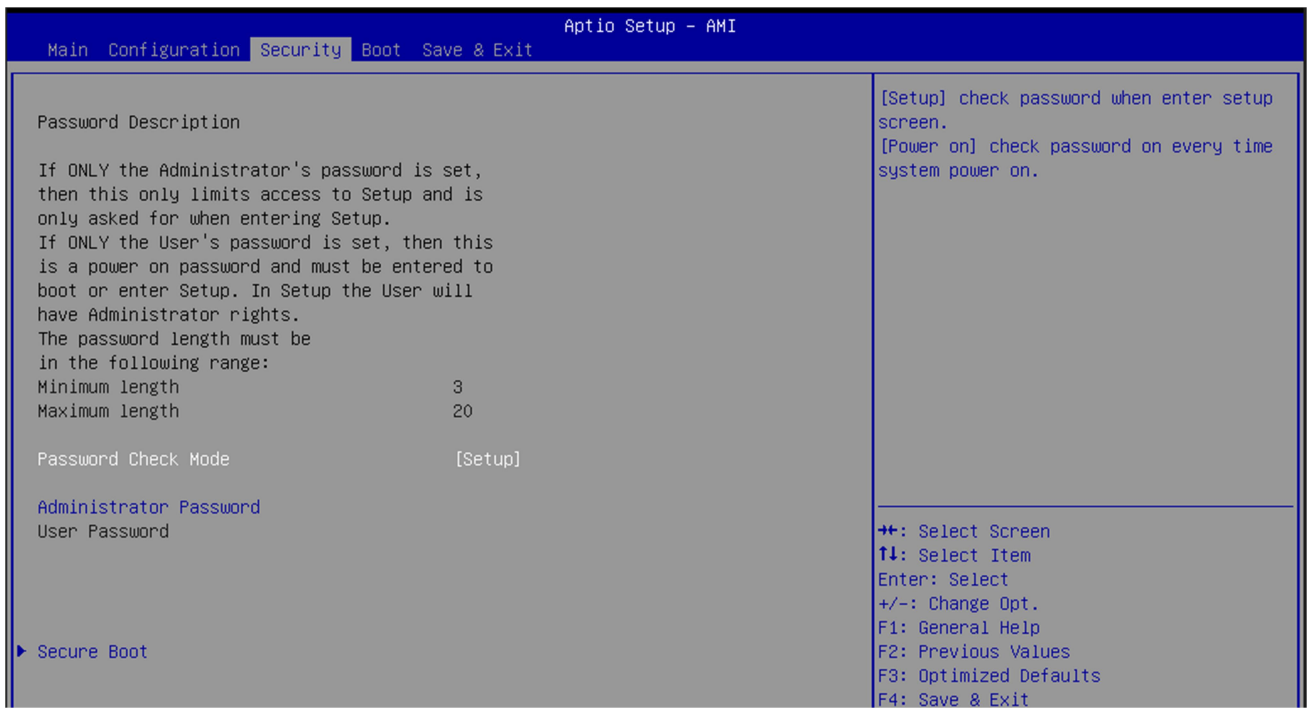 Aptio Setup – AMI
Main Configuration Security Boot Save & Exit
Password Description
If ONLY the Administrator's password is set,
then this only limits access to Setup and is
only asked for when entering Setup.
If ONLY the User's password is set, then this
is a power on password and must be entered to
boot or enter Setup. In Setup the User will
have Administrator rights.
The password length must be
in the following range:
Minimum length 3
Maximum length 20
Password Check Mode [Setup]
Administrator Password
User Password
Secure Boot
[Setup] check password when enter setup
screen.
[Power on] check password on every time
system power on.
→←: Select Screen
↑↓: Select Item
Enter: Select
+/-: Change Opt.
F1: General Help
F2: Previous Values
F3: Optimized Defaults
F4: Save & Exit